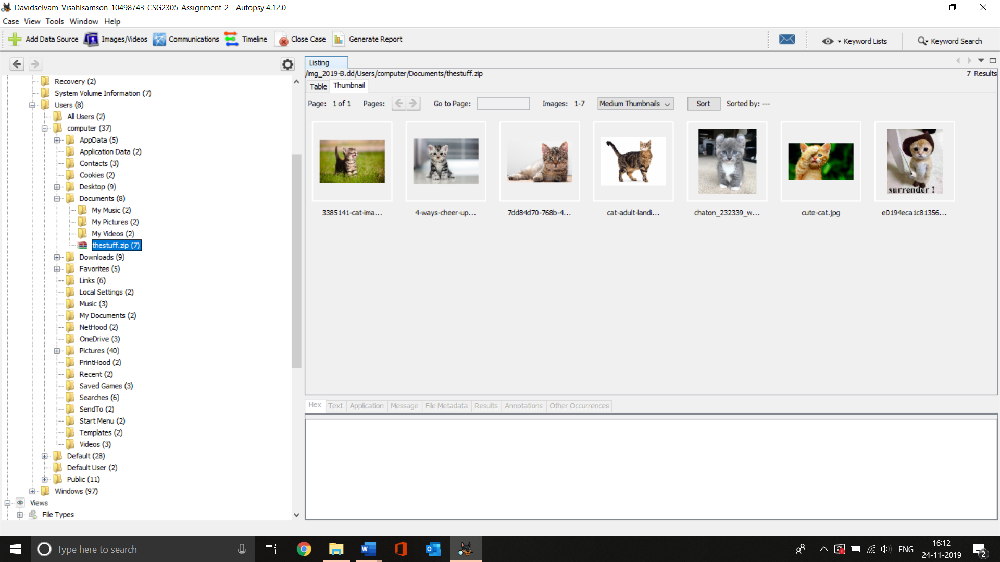 Davidselvam_Visahlsamson_10498743_CSG2305_Assignment_2 - Autopsy 4.12.0
Case View Tools Window Help
Add Data Source Images/Videos Communications Timeline Close Case Generate Report Keyword Lists Keyword Search
Listing
/img_2019-B.dd/Users/computer/Documents/thestuff.zip 7 Results
Table Thumbnail
Page: 1 of 1 Pages: Go to Page: Images: 1-7 Medium Thumbnails Sort Sorted by: ---
surrender !
3385141-cat-ima... 4-ways-cheer-up... 7dd84d70-768b-4... cat-adult-landi... chaton_232339_w... cute-cat.jpg e0194eca1c81356...
Recovery (2)
System Volume Information (7)
Users (8)
All Users (2)
computer (37)
AppData (5)
Application Data (2)
Contacts (3)
Cookies (2)
Desktop (9)
Documents (8)
My Music (2)
My Pictures (2)
My Videos (2)
thestuff.zip (7)
Downloads (9)
Favorites (5)
Links (6)
Local Settings (2)
Music (3)
My Documents (2)
NetHood (2)
OneDrive (3)
Pictures (40)
PrintHood (2)
Recent (2)
Saved Games (3)
Searches (6)
SendTo (2)
Start Menu (2)
Templates (2)
Videos (3)
Default (28)
Default User (2)
Public (11)
Windows (97)
Views
File Types
Hex Text Application Message File Metadata Results Annotations Other Occurrences
Type here to search
ENG
16:12
24-11-2019
2